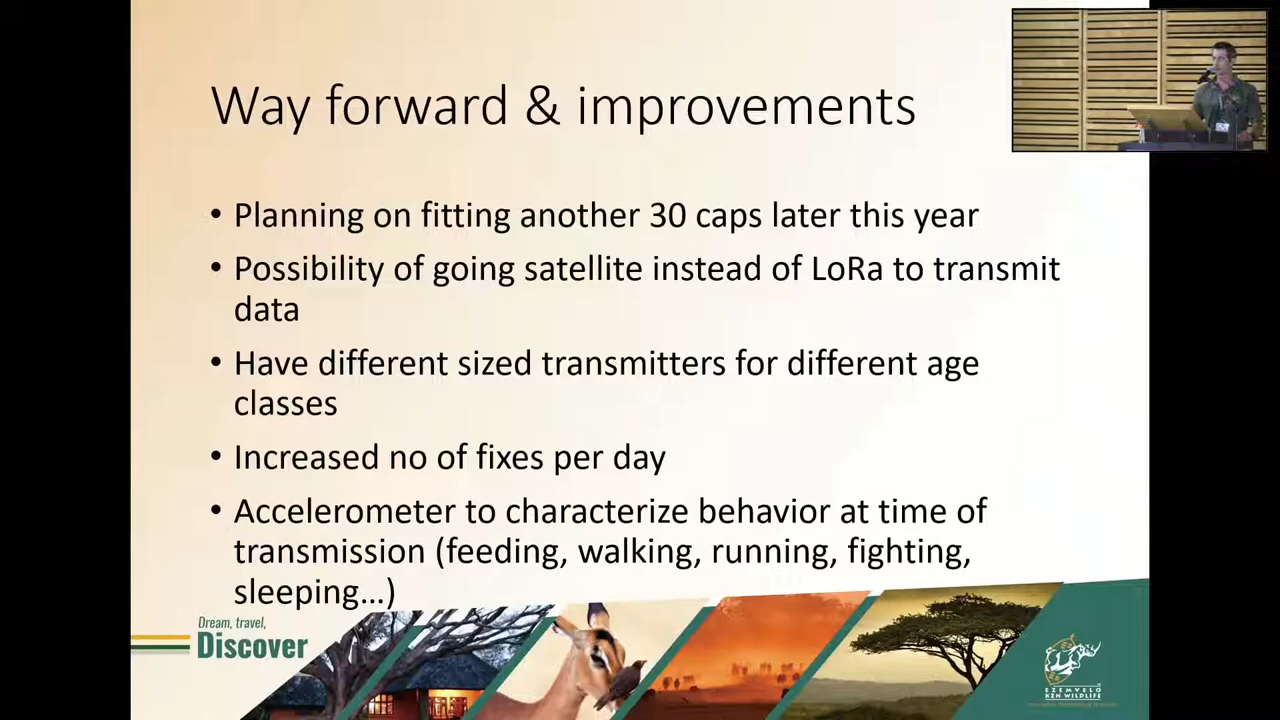 Way forward & improvements
• Planning on fitting another 30 caps later this year
• Possibility of going satellite instead of LoRa to transmit
data
• Have different sized transmitters for different age
classes
• Increased no of fixes per day
• Accelerometer to characterize behavior at time of
transmission (feeding, walking, running, fighting,
sleeping...)
Dream, travel,
Discover
EZEMVELO
KZN WILDLIFE